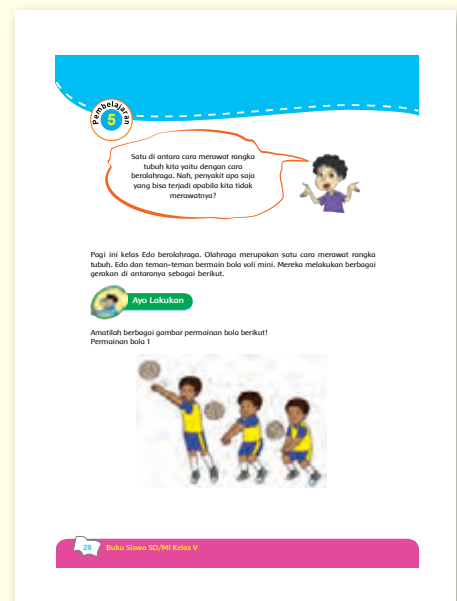 Pembelajaran
5
Satu di antara cara merawat rangka
tubuh kita yaitu dengan cara
berolahraga. Nah, penyakit apa saja
yang bisa terjadi apabila kita tidak
merawatnya?
Pagi ini kelas Edo berolahraga. Olahraga merupakan satu cara merawat rangka
tubuh. Edo dan teman-teman bermain bola voli mini. Mereka melakukan berbagai
gerakan di antaranya sebagai berikut.
Ayo Lakukan
Amatilah berbagai gambar permainan bola berikut!
Permainan bola 1
28 Buku Siswa SD/MI Kelas V